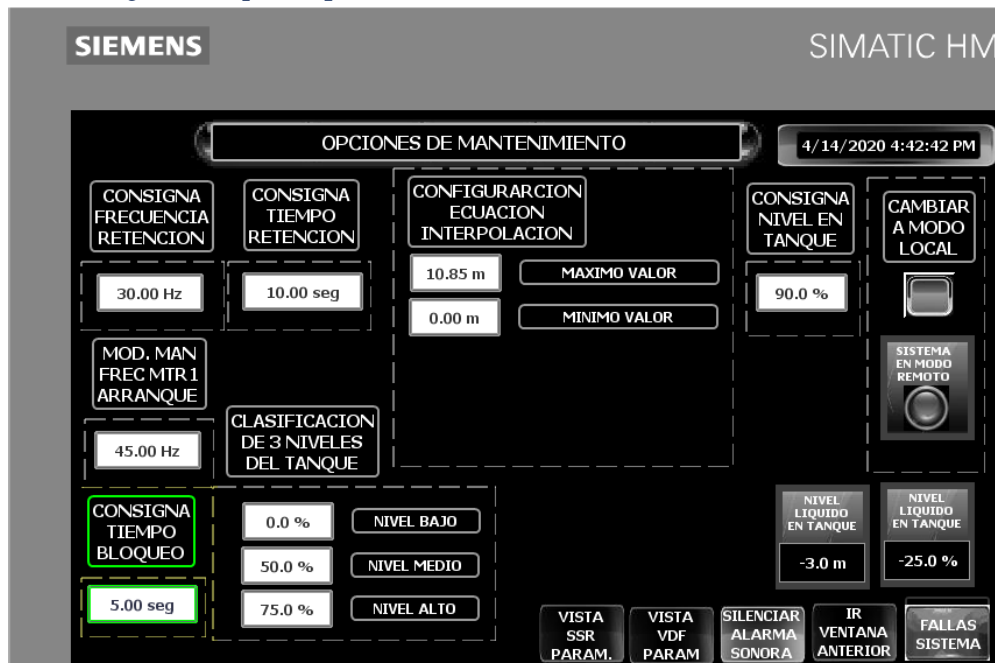 SIEMENS
SIMATIC HM
OPCIONES DE MANTENIMIENTO
4/14/2020 4:42:42 PM
CONSIGNA
FRECUENCIA
RETENCION
30.00 Hz
CONSIGNA
TIEMPO
RETENCION
10.00 seg
CONFIGURARCION
ECUACION
INTERPOLACION
10.85 m MAXIMO VALOR
0.00 m MINIMO VALOR
CONSIGNA
NIVEL EN
TANQUE
90.0 %
CAMBIAR
A MODO
LOCAL
SISTEMA
EN MODO
REMOTO
MOD. MAN
FREC MTR1
ARRANQUE
45.00 Hz
CLASIFICACION
DE 3 NIVELES
DEL TANQUE
0.0 % NIVEL BAJO
50.0 % NIVEL MEDIO
75.0 % NIVEL ALTO
CONSIGNA
TIEMPO
BLOQUEO
5.00 seg
NIVEL
LIQUIDO
EN TANQUE
-3.0 m
NIVEL
LIQUIDO
EN TANQUE
-25.0 %
VISTA
SSR
PARAM.
VISTA
VDF
PARAM
SILENCIAR
ALARMA
SONORA
IR
VENTANA
ANTERIOR
FALLAS
SISTEMA